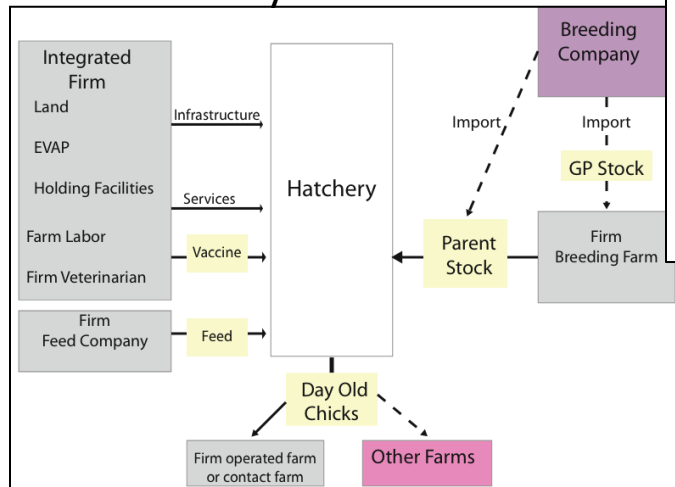 Integrated
Firm
Land
EVAP
Holding Facilities
Farm Labor
Firm Veterinarian
Firm
Feed Company
Infrastructure
Services
Vaccine
Feed
Hatchery
Breeding
Company
Import
Import
GP Stock
Parent
Stock
Firm
Breeding Farm
Day Old
Chicks
Firm operated farm
or contact farm
Other Farms